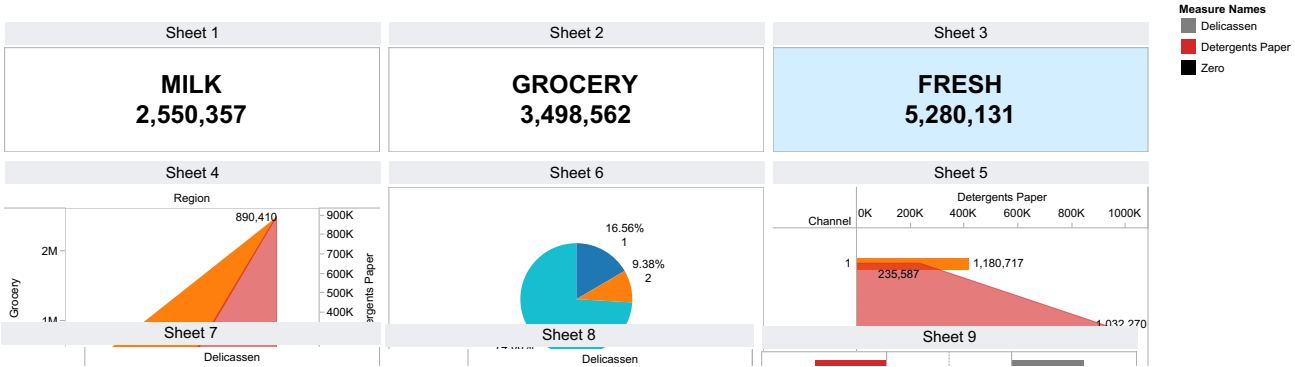 Measure Names
Delicassen
Detergents Paper
Zero
Sheet 1
MILK
2,550,357
Sheet 2
GROCERY
3,498,562
Sheet 3
FRESH
5,280,131
Sheet 4
Region
890,410
900K
800K
700K
600K
500K
400K
2M
1M
Grocery
Sheet 6
16.56%
1
9.38%
2
Sheet 5
Detergents Paper
Channel
0K 200K 400K 600K 800K 1000K
1
1,180,717
235,587
1,032,270
Sheet 7
Delicassen
Sheet 8
Delicassen
Sheet 9